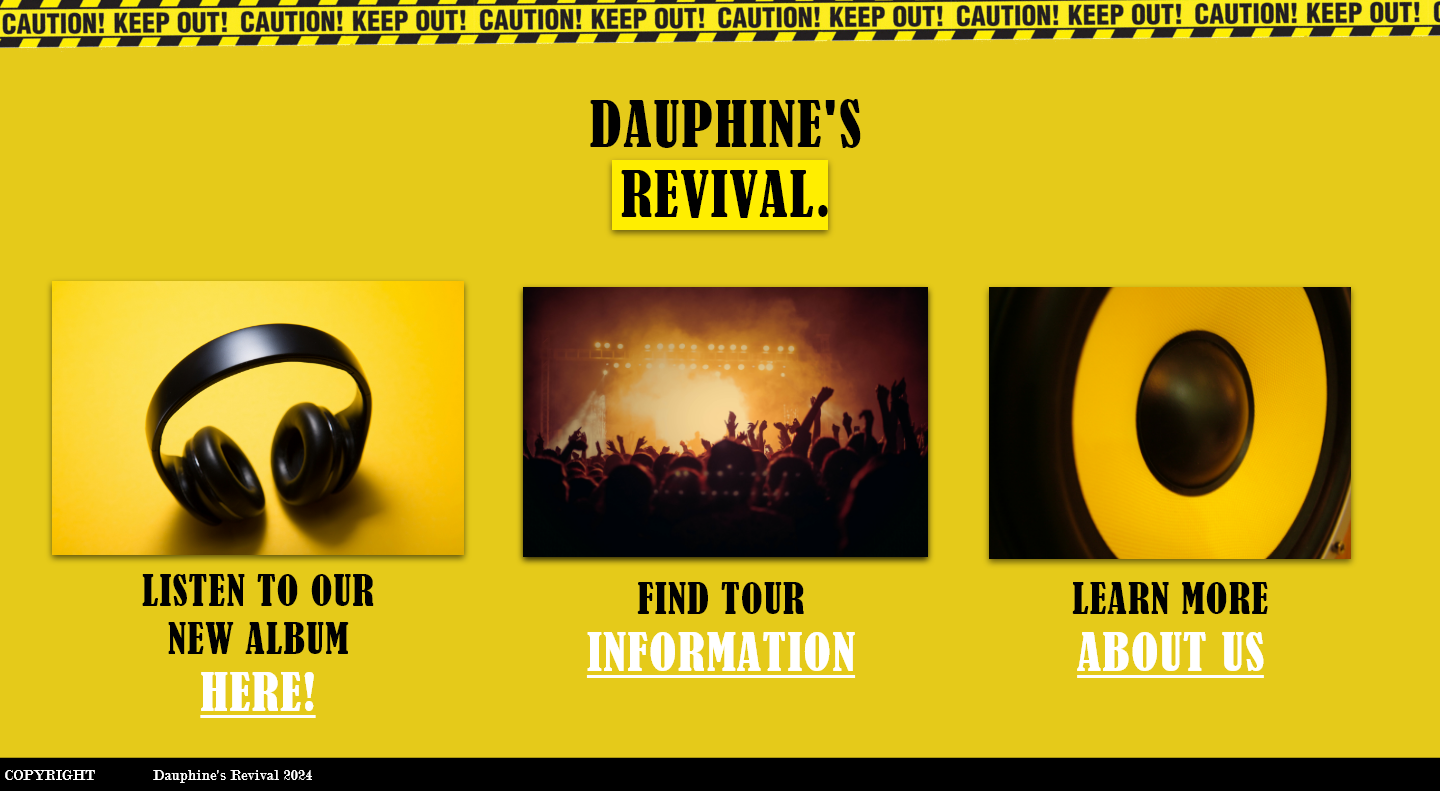 CAUTION! KEEP OUT! CAUTION! KEEP OUT! CAUTION! KEEP OUT! CAUTION! KEEP OUT! CAUTION! KEEP OUT! CAUTION! KEEP OUT!
DAUPHINE'S
REVIVAL.
LISTEN TO OUR
NEW ALBUM
HERE!
FIND TOUR
INFORMATION
LEARN MORE
ABOUT US
COPYRIGHT Dauphine's Revival 2024